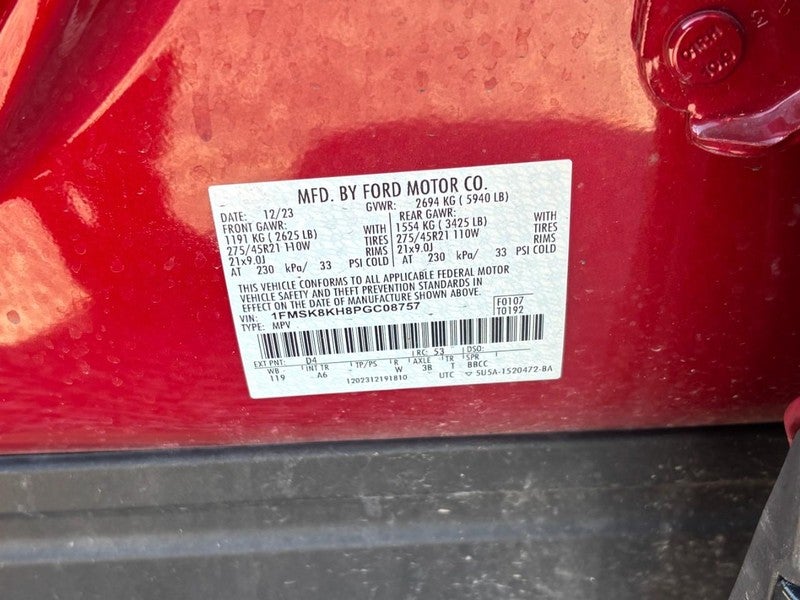 MFD. BY FORD MOTOR CO.
DATE: 12/23 GVWR: 2694 KG ( 5940 LB)
FRONT GAWR: REAR GAWR:
1191 KG ( 2625 LB) WITH 1554 KG ( 3425 LB) WITH
275/45R21 110W TIRES 275/45R21 110W TIRES
21x9.0J RIMS 21x9.0J RIMS
AT 230 kPa/ 33 PSI COLD AT 230 kPa/ 33 PSI COLD
THIS VEHICLE CONFORMS TO ALL APPLICABLE FEDERAL MOTOR
VEHICLE SAFETY AND THEFT PREVENTION STANDARDS IN
EFFECT ON THE DATE OF MANUFACTURE SHOWN ABOVE.
VIN: 1FMSK8KH8PGC08757 F0107
TYPE: MPV T0192
EXT PNT: D4 RC: 53 DSO:
WB INT TR TP/PS R AXLE TR SPR
119 A6 W 3B T BBCC
1202312191810 UTC ▽ 5U5A-1520472-BA